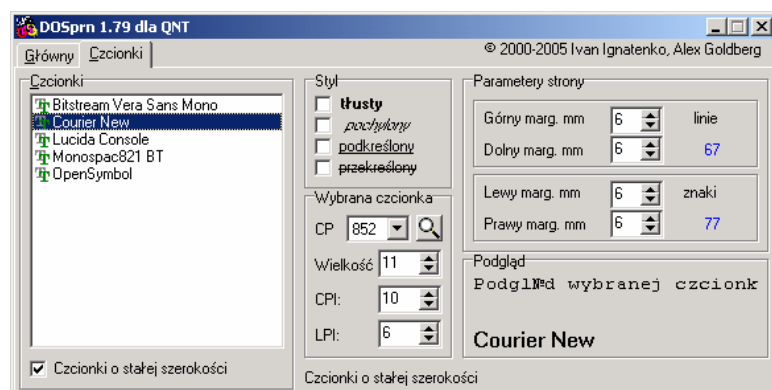 DOSprn 1.79 dla QNT
Główny Czcionki
© 2000-2005 Ivan Ignatenko, Alex Goldberg
Czcionki
Bitstream Vera Sans Mono
Courier New
Lucida Console
Monospac821 BT
OpenSymbol
Czcionki o stałej szerokości
Styl
tłusty
pochylony
podkreślony
przekreślony
Wybrana czcionka
CP 852
Wielkość 11
CPI: 10
LPI: 6
Czcionki o stałej szerokości
Parametery strony
Górny marg. mm 6 linie
Dolny marg. mm 6 67
Lewy marg. mm 6 znaki
Prawy marg. mm 6 77
Podgląd
Podgl№d wybranej czcionk
Courier New